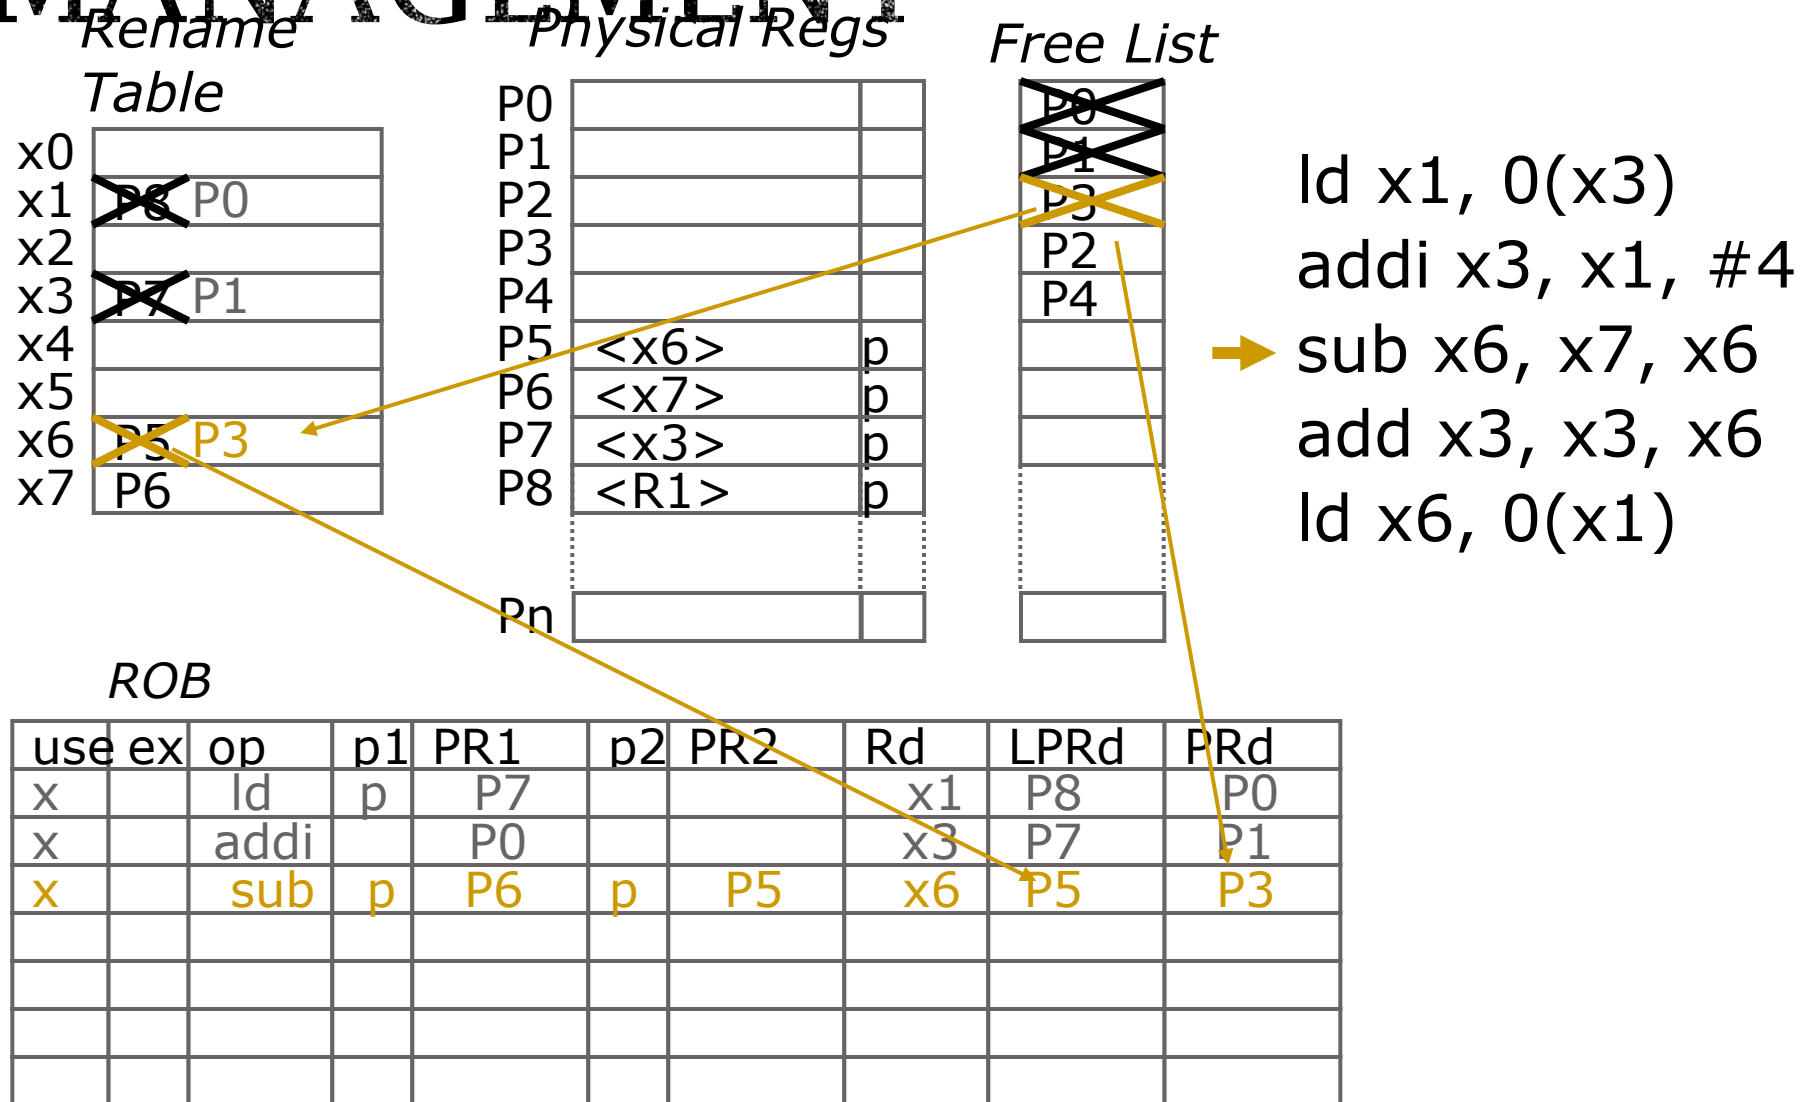 MANAGEMENT
Rename Table
Physical Regs
Free List
x0
x1 P8 P0
x2
x3 P7 P1
x4
x5
x6 P5 P3
x7 P6
P0
P1
P2
P3
P4
P5 <x6> p
P6 <x7> p
P7 <x3> p
P8 <R1> p
Pn
P0
P1
P3
P2
P4
ld x1, 0(x3)
addi x3, x1, #4
sub x6, x7, x6
add x3, x3, x6
ld x6, 0(x1)
ROB
use ex op p1 PR1 p2 PR2 Rd LPRd PRd
x ld p P7 x1 P8 P0
x addi P0 x3 P7 P1
x sub p P6 p P5 x6 P5 P3